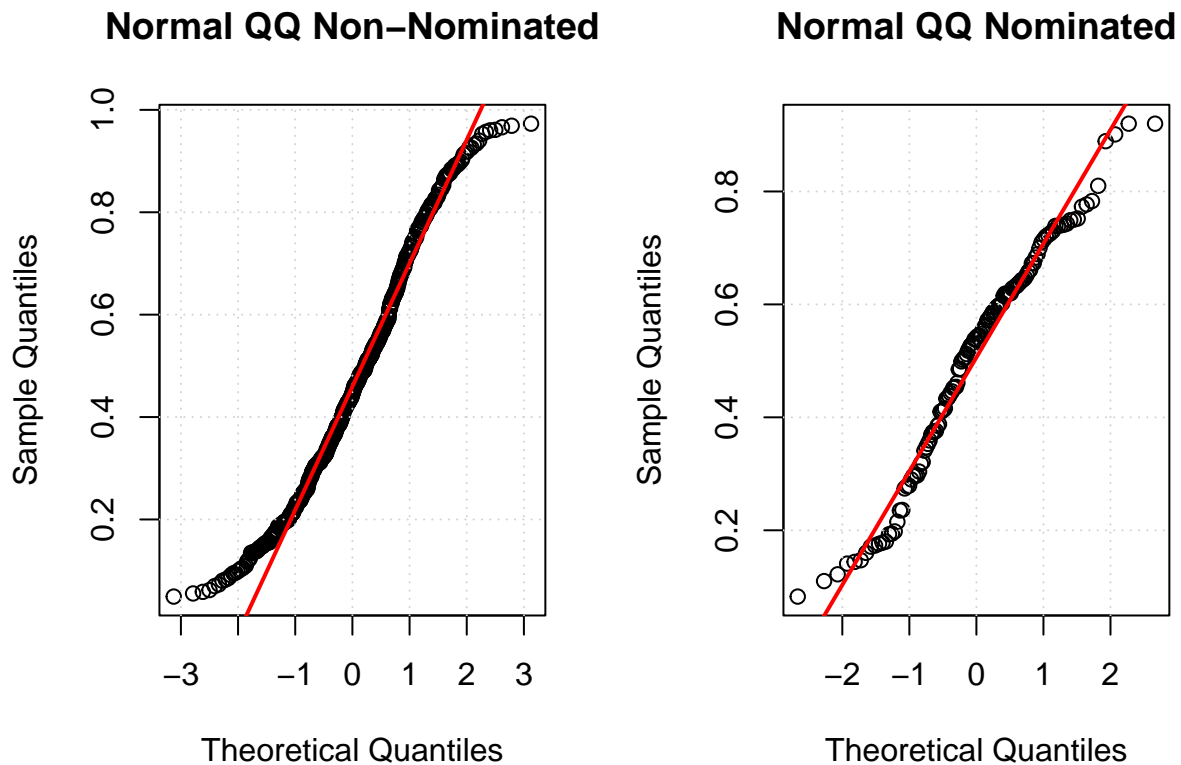 Normal QQ Non−Nominated
Sample Quantiles
1.0
0.8
0.6
0.4
0.2
−3 −1 0 1 2 3
Theoretical Quantiles
Normal QQ Nominated
Sample Quantiles
0.8
0.6
0.4
0.2
−2 −1 0 1 2
Theoretical Quantiles